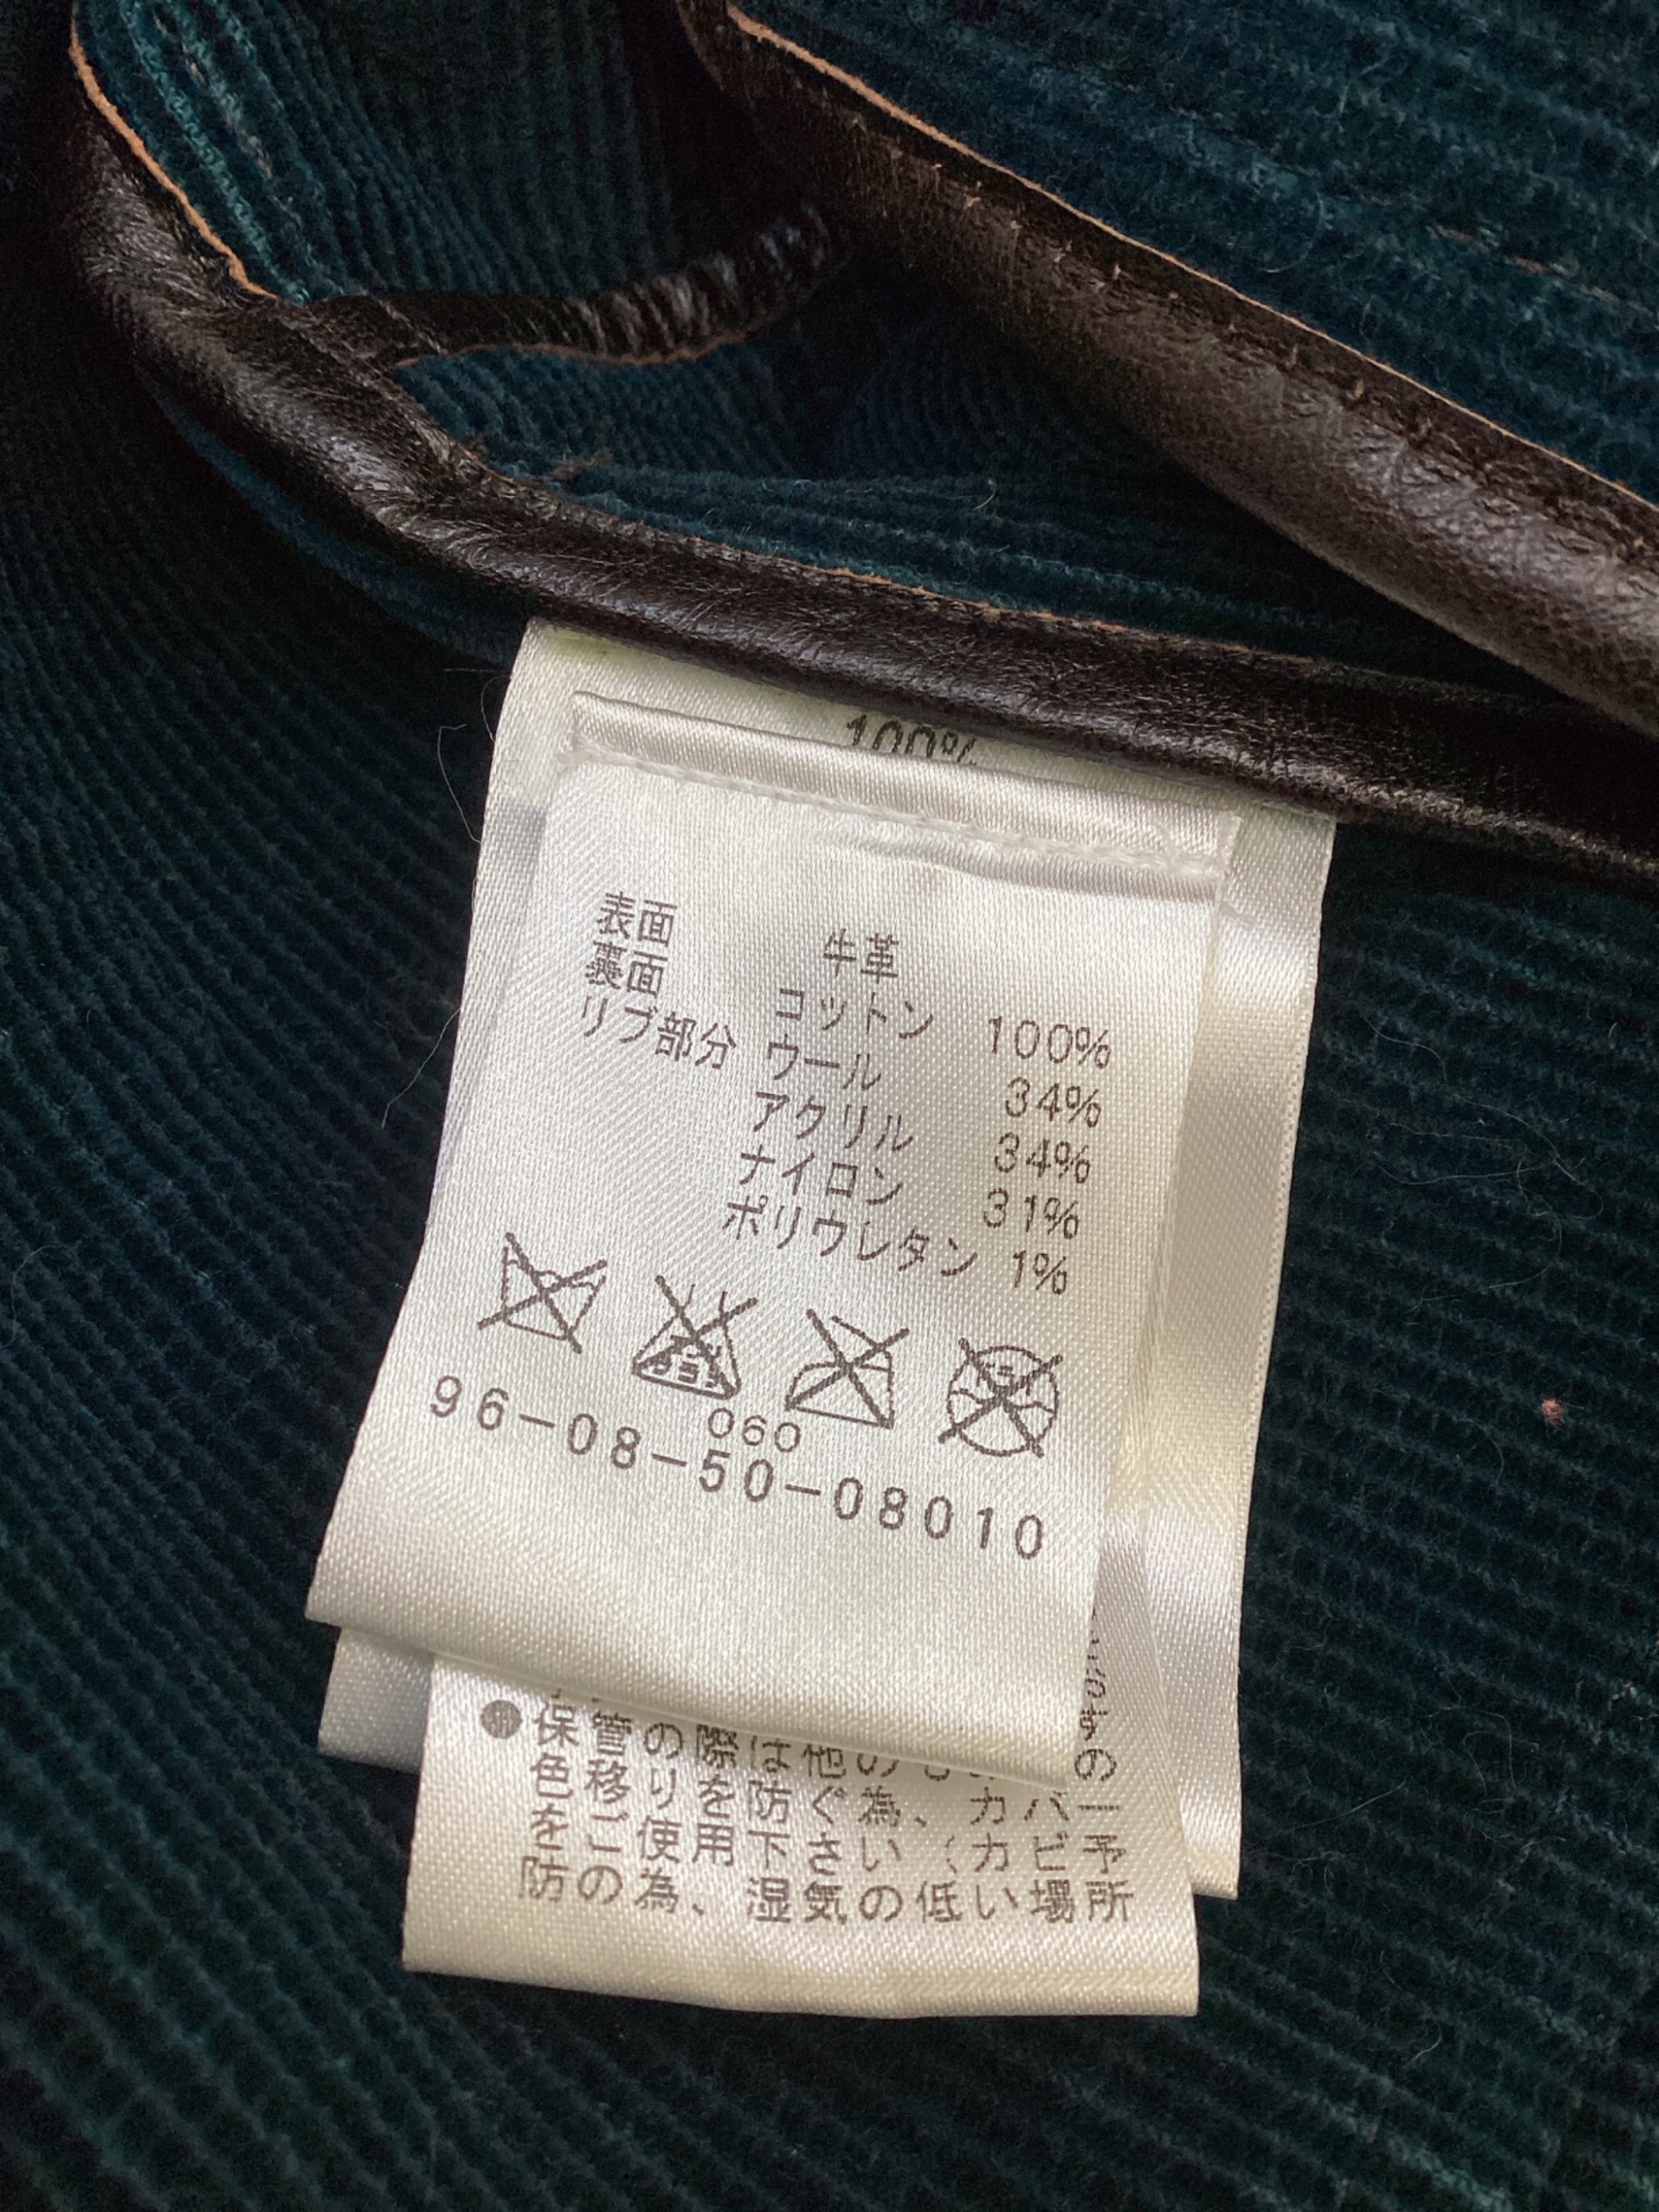 100%
表面 牛革
裏面 コットン 100%
リブ部分 ウール 34%
アクリル 34%
ナイロン 31%
ポリウレタン 1%
060
96-08-50-08010
●保管の際は他の の
色移りを防ぐ為、カバー
をご使用下さい（カビ予
防の為、湿気の低い場所